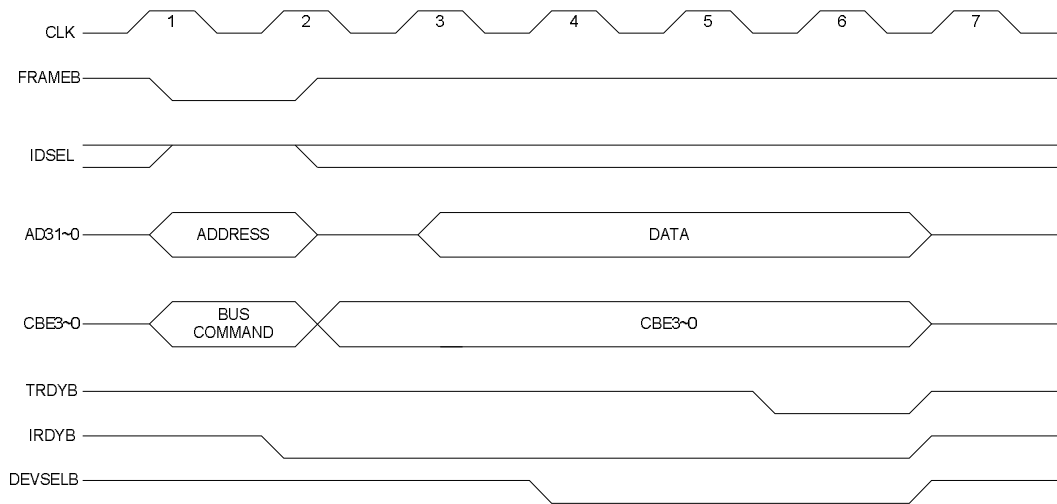 CLK 1 2 3 4 5 6 7
FRAMEB
IDSEL
AD31~0 ADDRESS DATA
CBE3~0 BUS COMMAND CBE3~0
TRDYB
IRDYB
DEVSELB